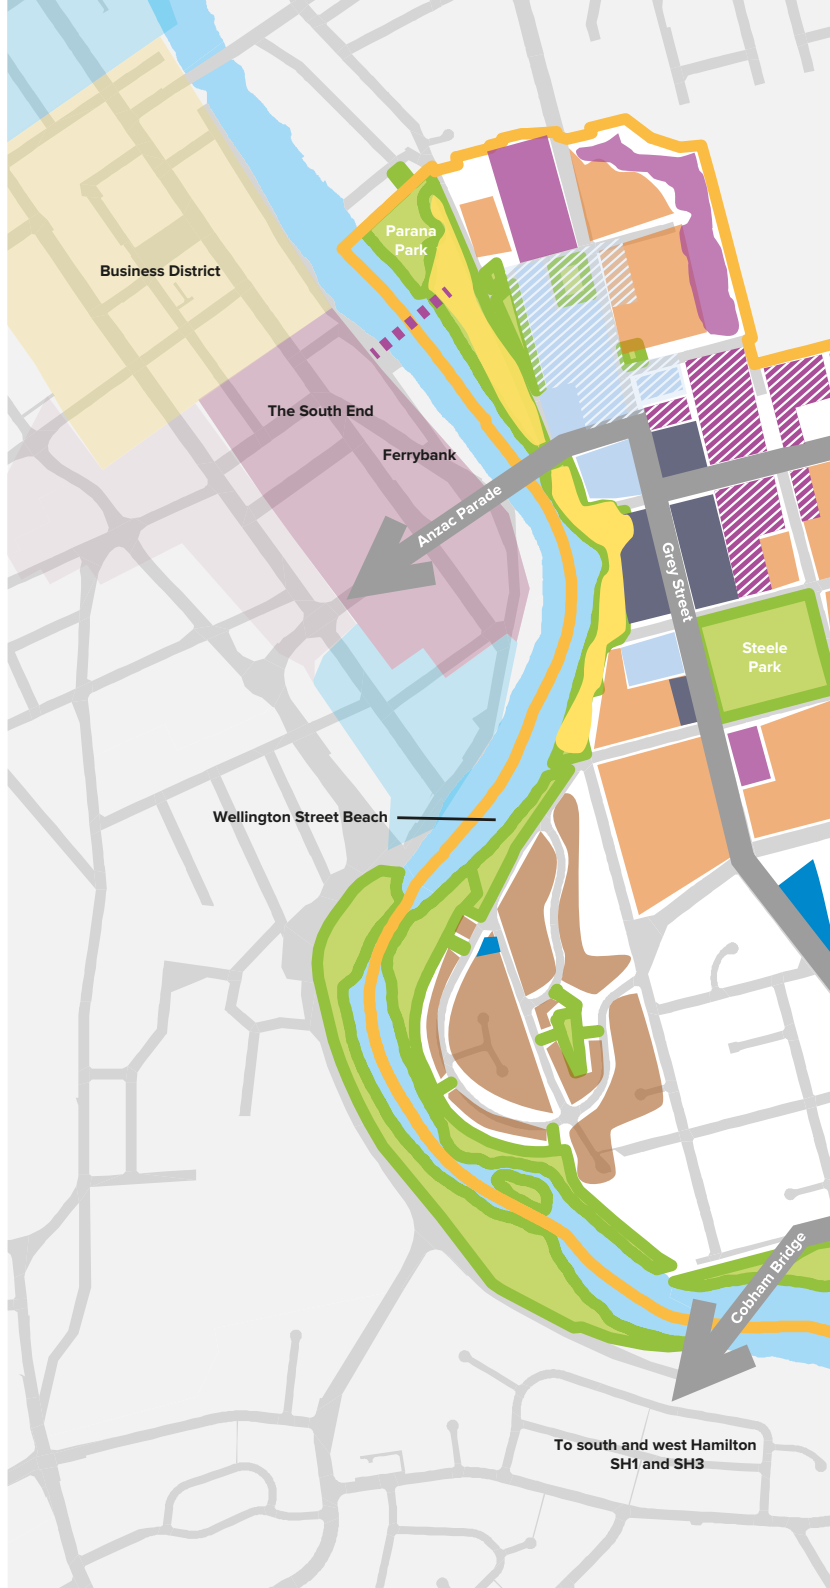 Parana
Park
Business District
The South End
Ferrybank
Anzac Parade
Grey Street
Steele
Park
Wellington Street Beach
Cobham Bridge
To south and west Hamilton
SH1 and SH3